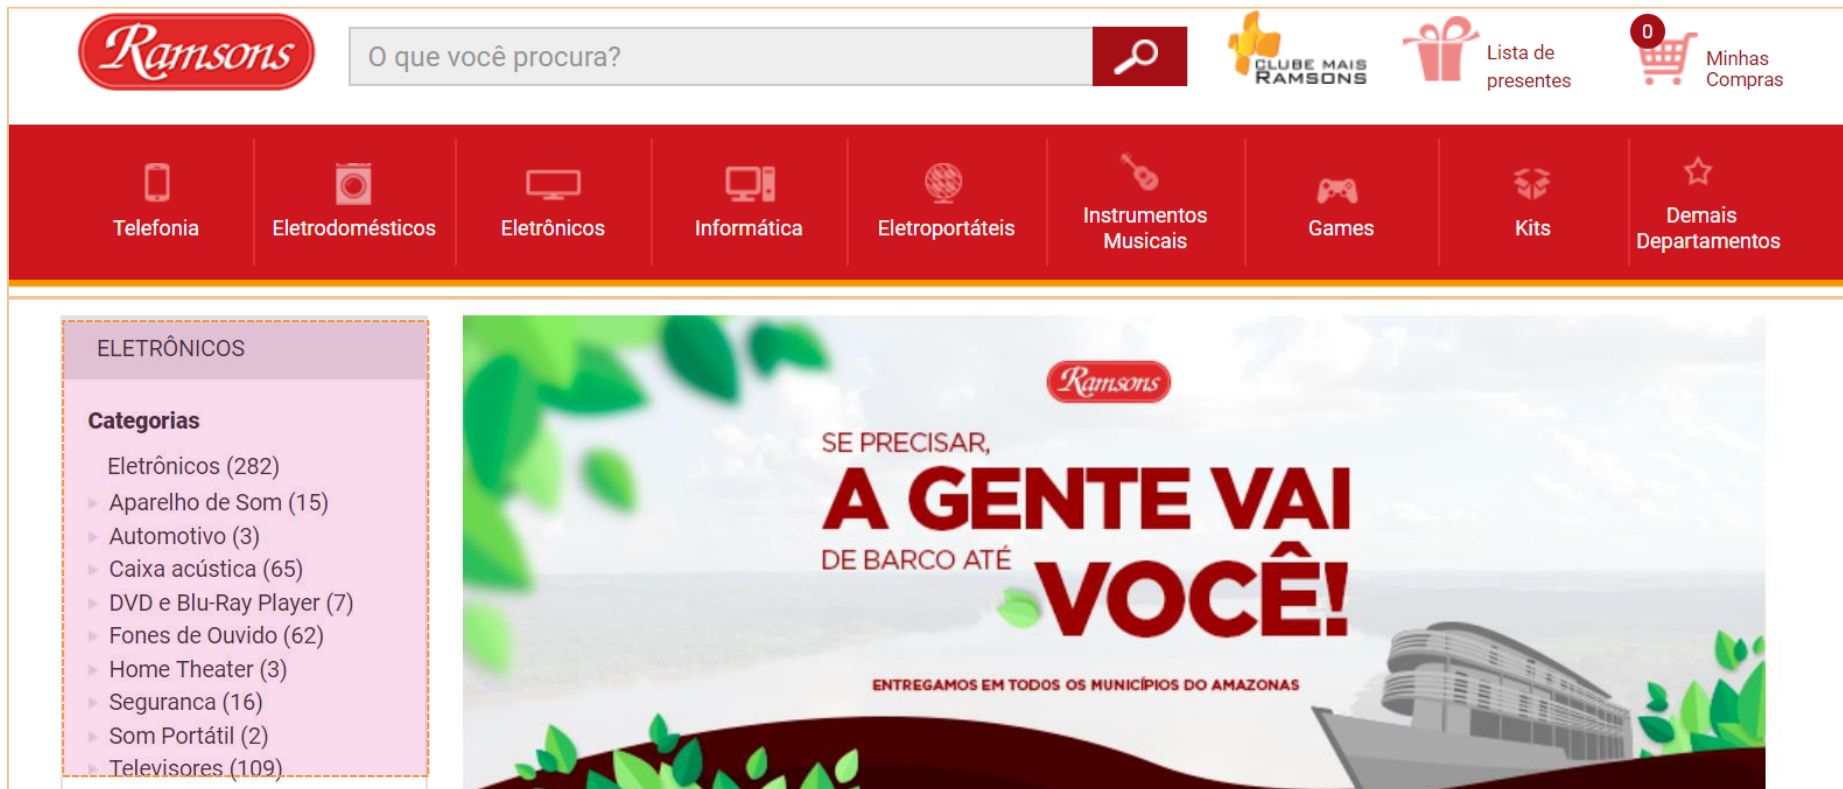 Ramsons
O que você procura?
CLUBE MAIS
RAMSONS
Lista de
presentes
0
Minhas
Compras
Telefonia
Eletrodomésticos
Eletrônicos
Informática
Eletroportáteis
Instrumentos
Musicais
Games
Kits
Demais
Departamentos
ELETRÔNICOS
Categorias
Eletrônicos (282)
Aparelho de Som (15)
Automotivo (3)
Caixa acústica (65)
DVD e Blu-Ray Player (7)
Fones de Ouvido (62)
Home Theater (3)
Seguranca (16)
Som Portátil (2)
Televisores (109)
Ramsons
SE PRECISAR,
A GENTE VAI
DE BARCO ATÉ
VOCÊ!
ENTREGAMOS EM TODOS OS MUNICÍPIOS DO AMAZONAS